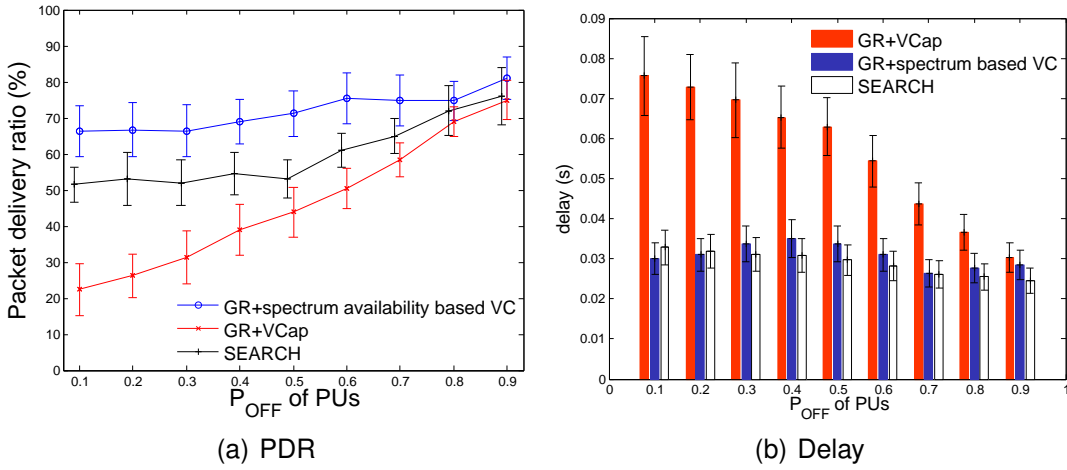 100
90
80
70
60
50
40
30
20
10
0
Packet delivery ratio (%)
GR+spectrum availability based VC
GR+VCap
SEARCH
0.1 0.2 0.3 0.4 0.5 0.6 0.7 0.8 0.9
P_OFF of PUs
(a) PDR
0.09
0.08
0.07
0.06
0.05
0.04
0.03
0.02
0.01
0
delay (s)
GR+VCap
GR+spectrum based VC
SEARCH
0 0.1 0.2 0.3 0.4 0.5 0.6 0.7 0.8 0.9 1
P_OFF of PUs
(b) Delay